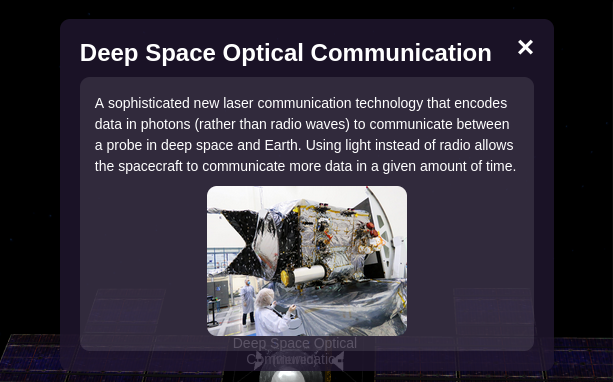 Deep Space Optical Communication ×
A sophisticated new laser communication technology that encodes
data in photons (rather than radio waves) to communicate between
a probe in deep space and Earth. Using light instead of radio allows
the spacecraft to communicate more data in a given amount of time.
Deep Space Optical
Communication